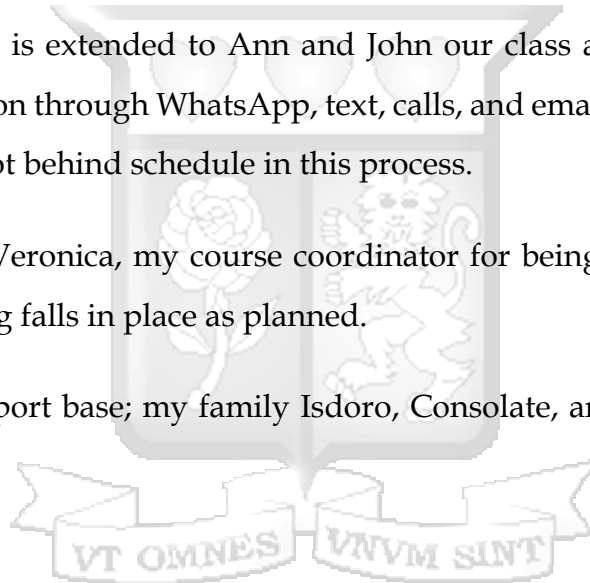 is extended to Ann and John our class a
on through WhatsApp, text, calls, and ema
ot behind schedule in this process.
Veronica, my course coordinator for being
g falls in place as planned.
port base; my family Isdoro, Consolate, an
VT OMNES VNVM SINT